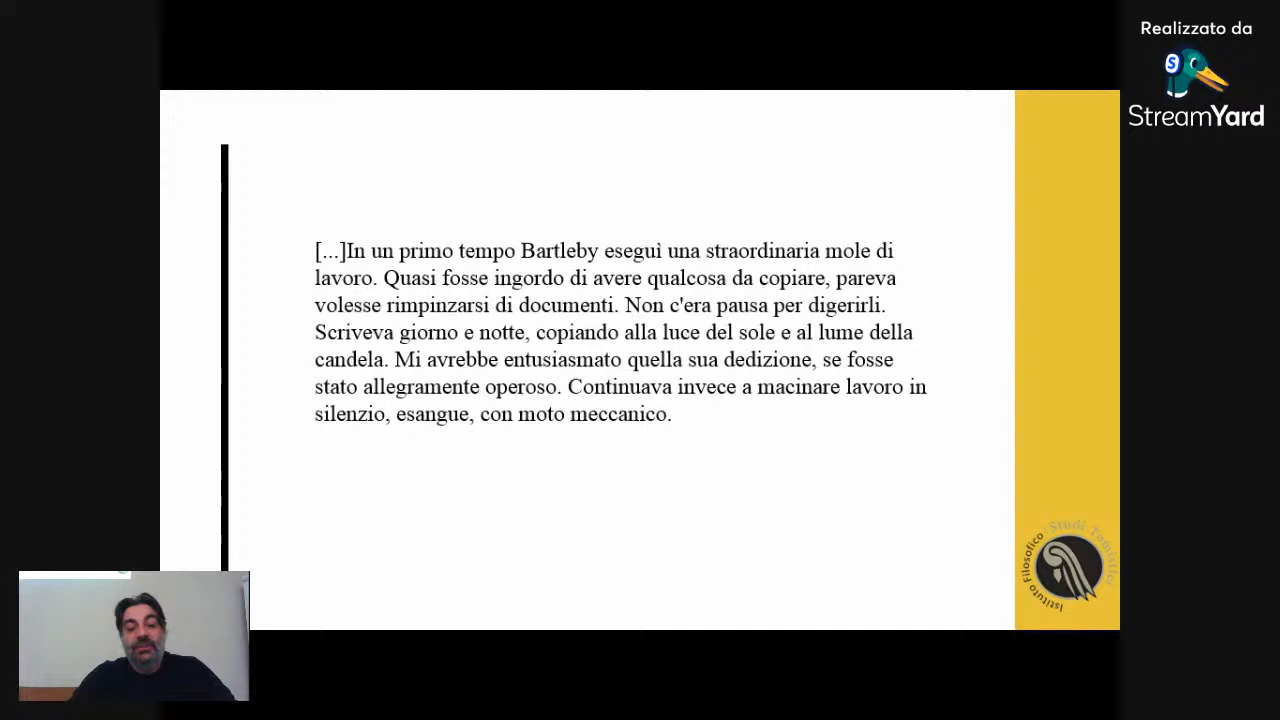 Realizzato da
S
StreamYard
[...]In un primo tempo Bartleby eseguì una straordinaria mole di
lavoro. Quasi fosse ingordo di avere qualcosa da copiare, pareva
volesse rimpinzarsi di documenti. Non c'era pausa per digerirli.
Scriveva giorno e notte, copiando alla luce del sole e al lume della
candela. Mi avrebbe entusiasmato quella sua dedizione, se fosse
stato allegramente operoso. Continuava invece a macinare lavoro in
silenzio, esangue, con moto meccanico.
Istituto Filosofico Studi Tomistici